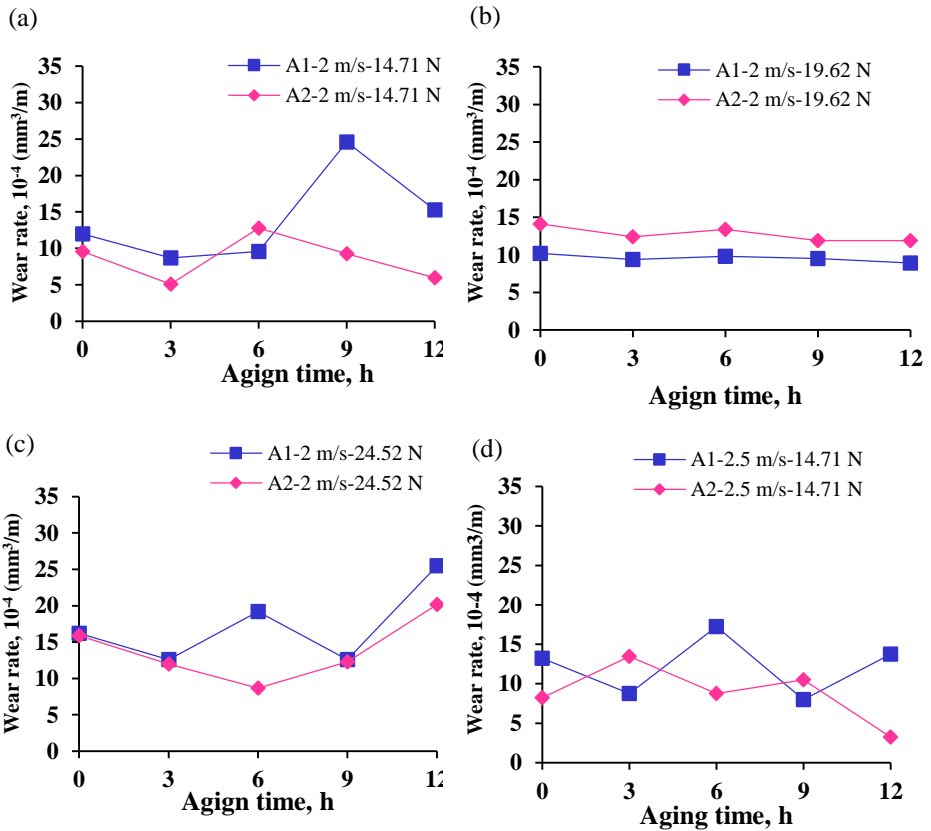 (a)
A1-2 m/s-14.71 N
A2-2 m/s-14.71 N
Wear rate, 10⁻⁴ (mm³/m)
35
30
25
20
15
10
5
0
0 3 6 9 12
Agign time, h
(b)
A1-2 m/s-19.62 N
A2-2 m/s-19.62 N
Wear rate, 10⁻⁴ (mm³/m)
35
30
25
20
15
10
5
0
0 3 6 9 12
Agign time, h
(c)
A1-2 m/s-24.52 N
A2-2 m/s-24.52 N
Wear rate, 10⁻⁴ (mm³/m)
35
30
25
20
15
10
5
0
0 3 6 9 12
Agign time, h
(d)
A1-2.5 m/s-14.71 N
A2-2.5 m/s-14.71 N
Wear rate, 10-4 (mm3/m)
35
30
25
20
15
10
5
0
0 3 6 9 12
Aging time, h